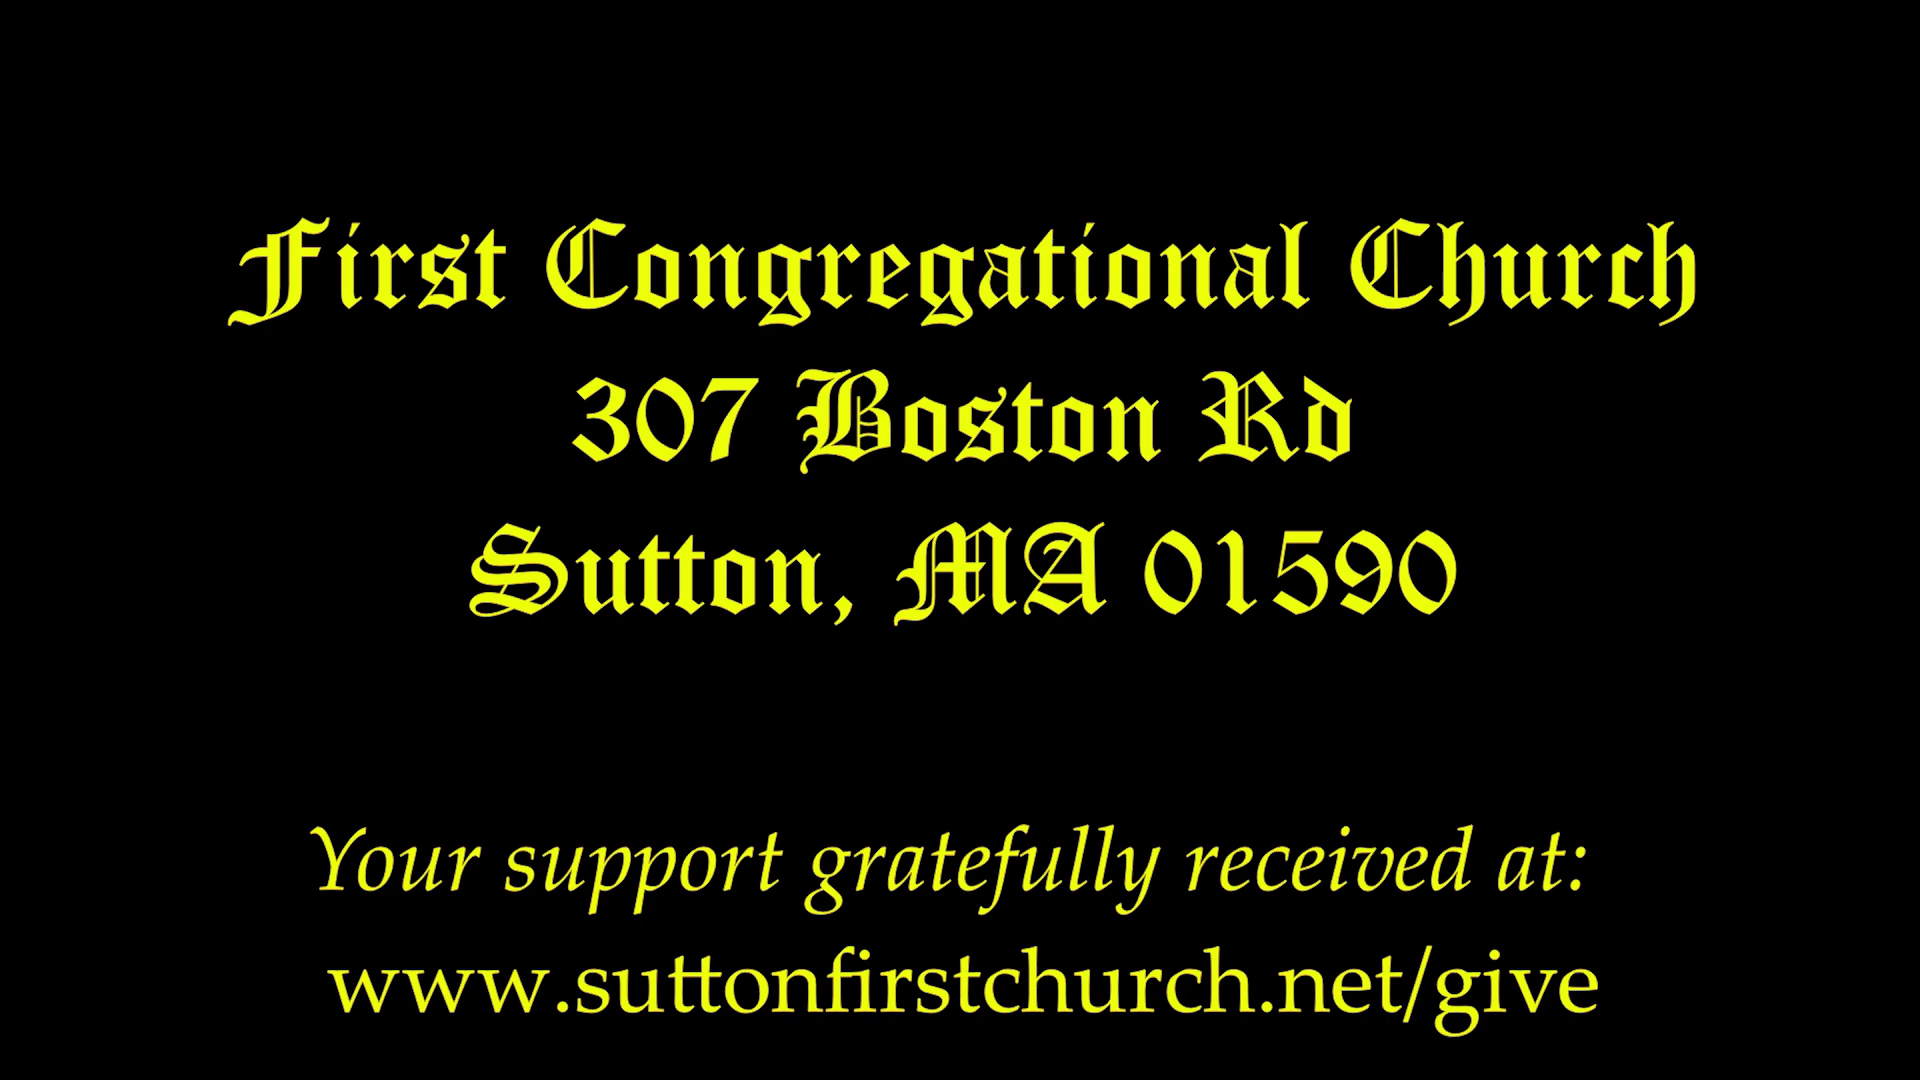 First Congregational Church
307 Boston Rd
Sutton, MA 01590
Your support gratefully received at:
www.suttonfirstchurch.net/give